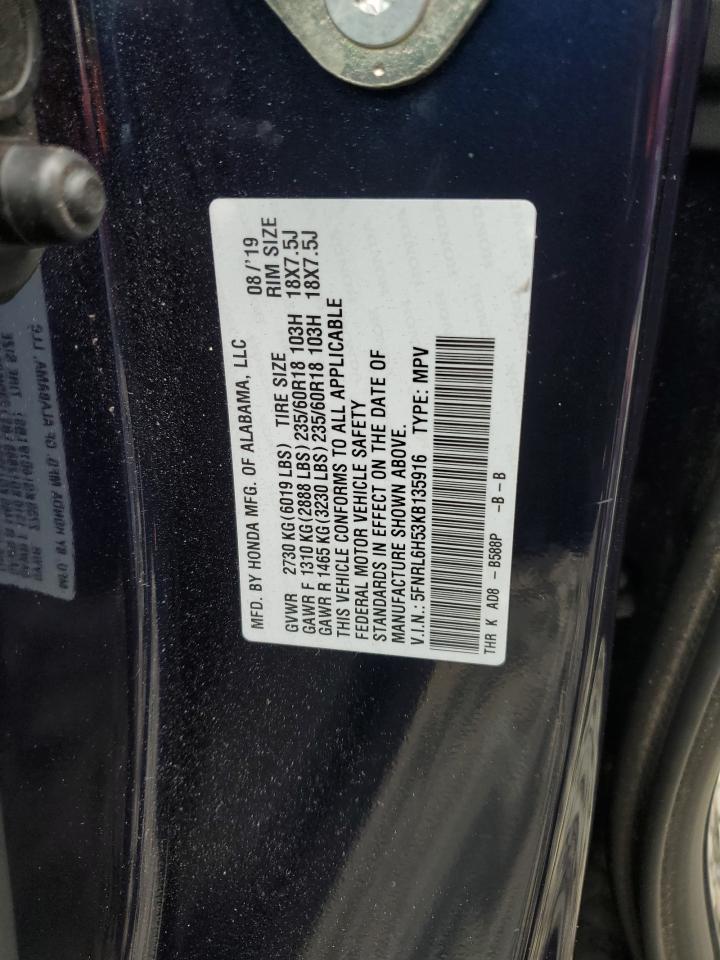 MFD. BY HONDA MFG. OF ALABAMA, LLC 08/'19
GVWR 2730 KG (6019 LBS) TIRE SIZE RIM SIZE
GAWR F 1310 KG (2888 LBS) 235/60R18 103H 18X7.5J
GAWR R 1465 KG (3230 LBS) 235/60R18 103H 18X7.5J
THIS VEHICLE CONFORMS TO ALL APPLICABLE
FEDERAL MOTOR VEHICLE SAFETY
STANDARDS IN EFFECT ON THE DATE OF
MANUFACTURE SHOWN ABOVE.
V.I.N.: 5FNRL6H53KB135916 TYPE: MPV
THR K AD8 - B588P -B-B